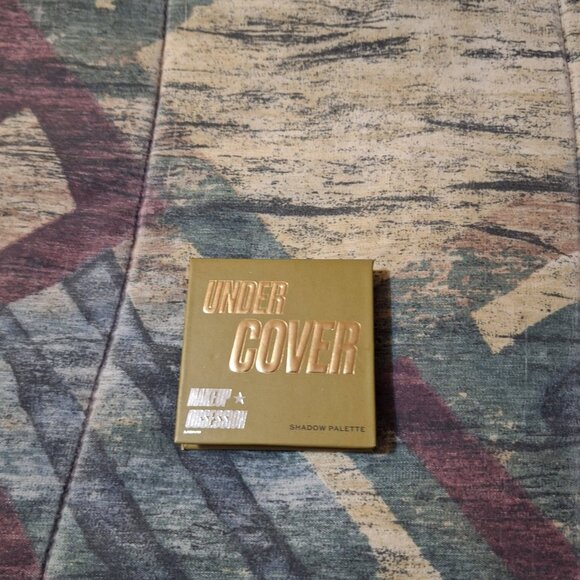 UNDER
COVER
MAKEUP ★
OBSESSION
SHADOW PALETTE